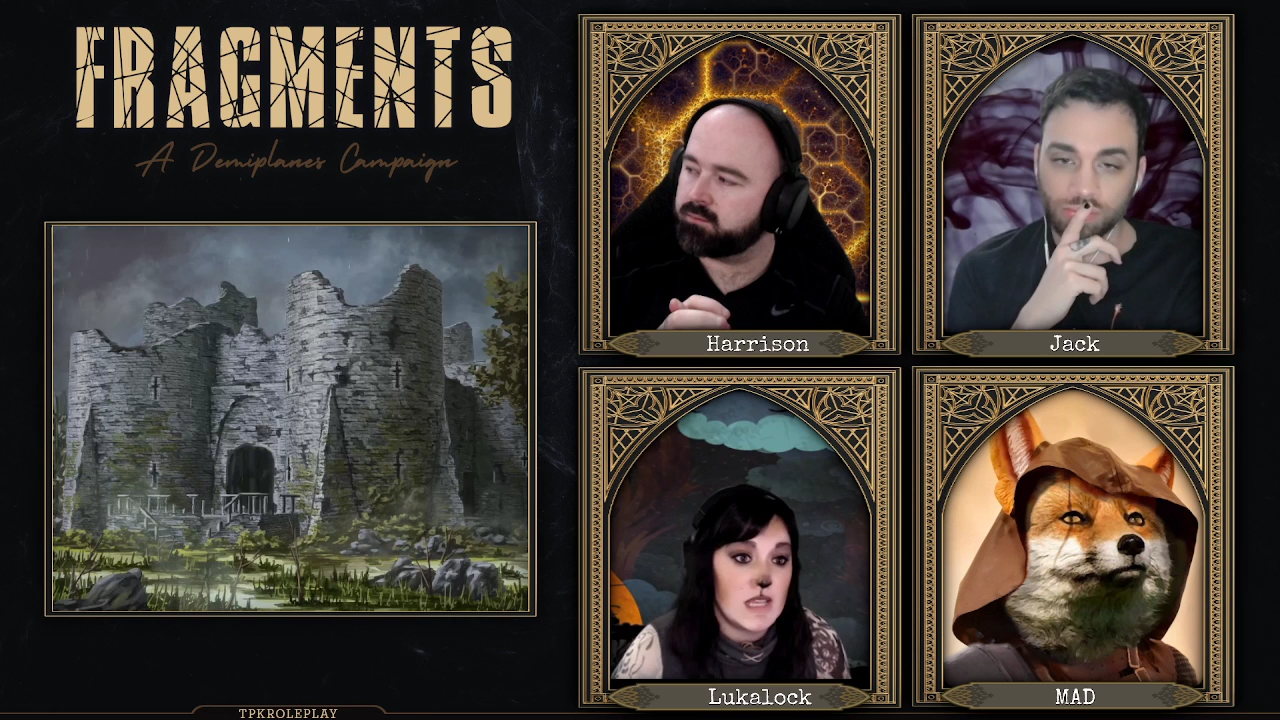 FRAGMENTS
A Demiplanes Campaign
Harrison
Jack
Lukalock
MAD
TPKROLEPLAY